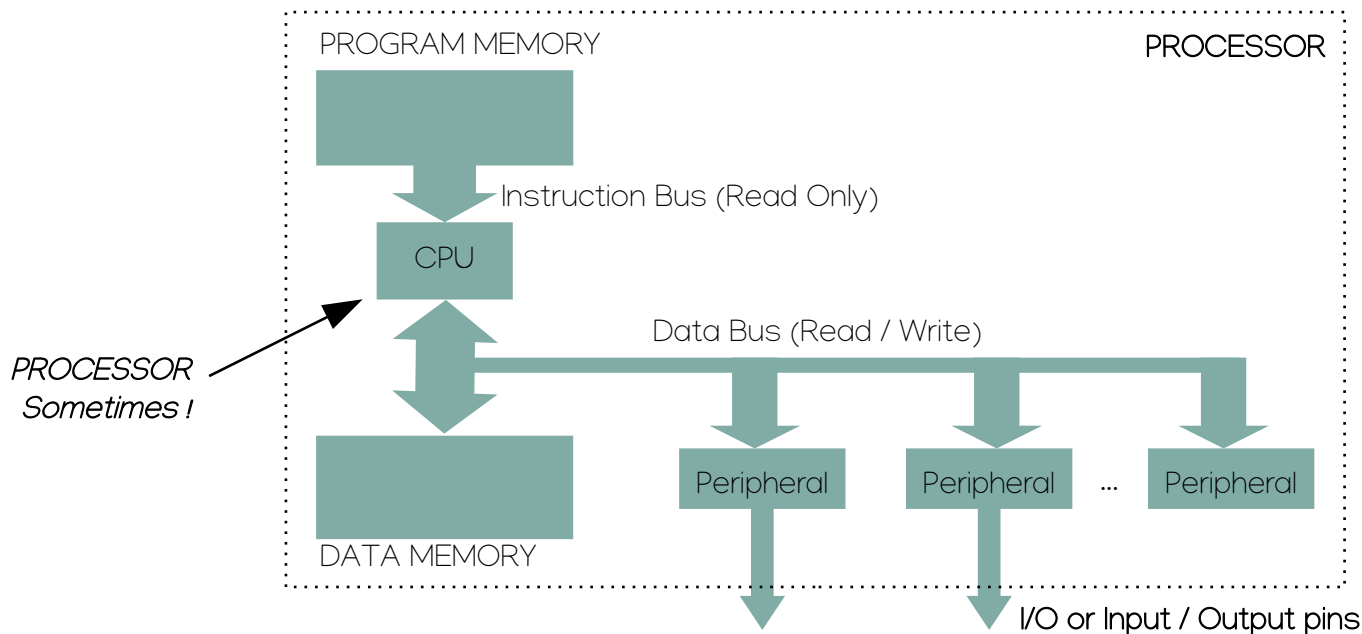 PROGRAM MEMORY
PROCESSOR
Instruction Bus (Read Only)
CPU
Data Bus (Read / Write)
PROCESSOR
Sometimes !
Peripheral
Peripheral
...
Peripheral
DATA MEMORY
I/O or Input / Output pins